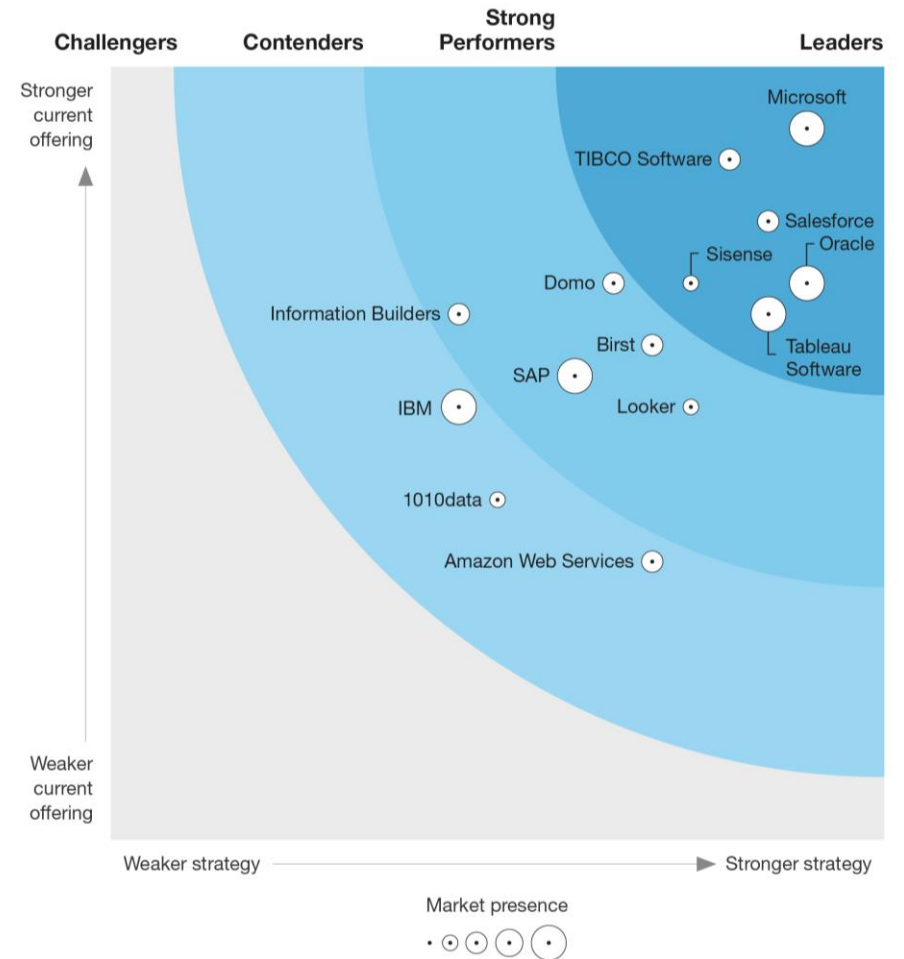 Strong
Challengers
Contenders
Performers
Leaders
Stronger
current
offering
Microsoft
TIBCO Software
Salesforce
Oracle
Sisense
Domo
Information Builders
Birst
Tableau
Software
SAP
IBM
Looker
1010data
Amazon Web Services
Weaker
current
offering
Weaker strategy
Stronger strategy
Market presence